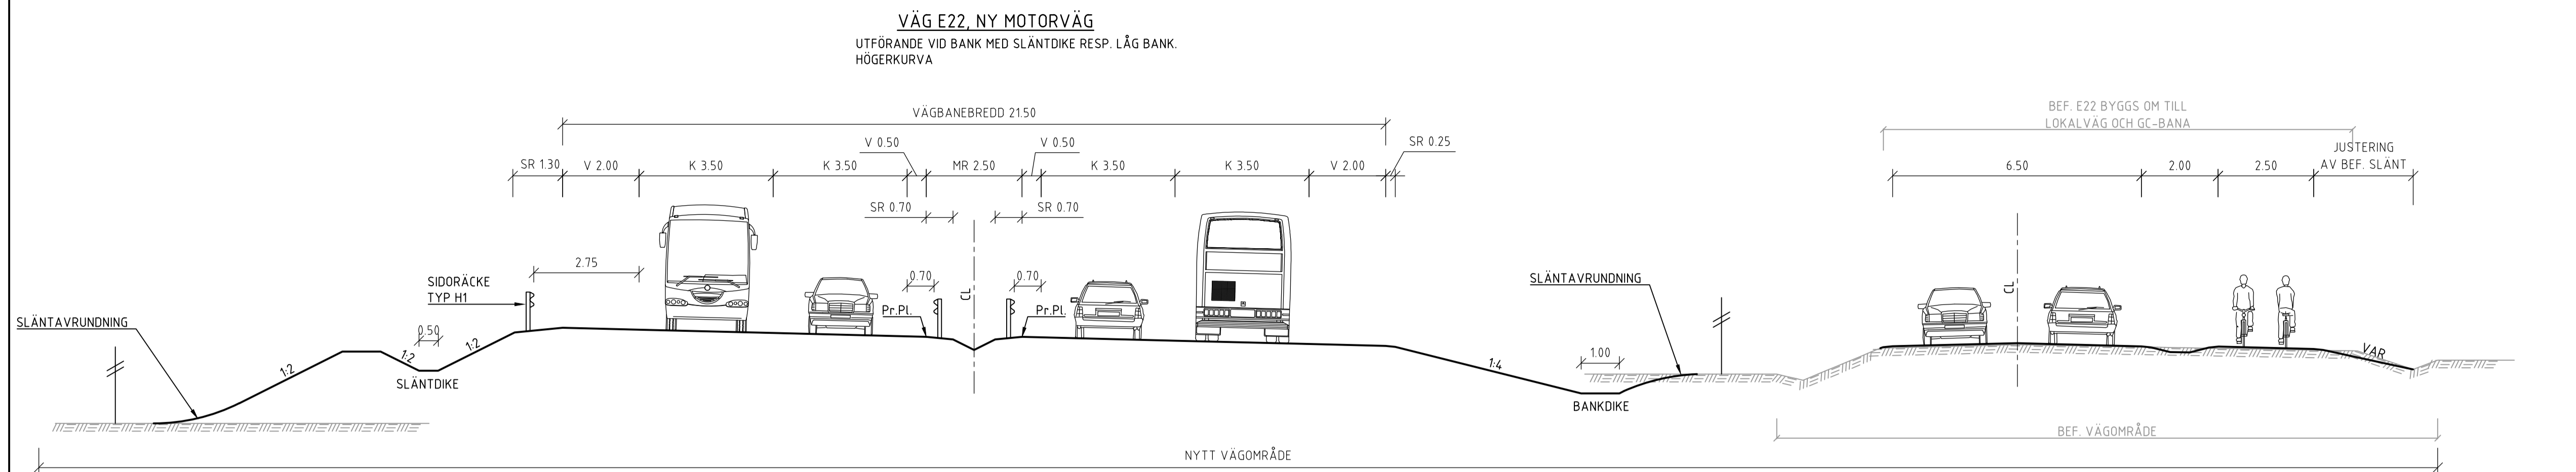 VÄG E22, NY MOTORVÄG
UTFÖRANDE VID BANK MED SLÄNTDIKE RESP. LÅG BANK.
HÖGERKURVA
VÄGBANEBREDD 21.50
BEF. E22 BYGGS OM TILL
LOKALVÄG OCH GC-BANA
V 0.50
V 0.50
SR 0.25
SR 1.30
V 2.00
K 3.50
K 3.50
MR 2.50
K 3.50
K 3.50
V 2.00
6.50
2.00
2.50
JUSTERING
AV BEF. SLÄNT
SR 0.70
SR 0.70
2.75
SIDORÄCKE
TYP H1
0.70
0.70
CL
CL
Pr.Pl.
Pr.Pl.
SLÄNTAVRUNDNING
SLÄNTAVRUNDNING
0.50
1:2
1:2
1:2
SLÄNTDIKE
1:4
1.00
BANKDIKE
VAR
BEF. VÄGOMRÅDE
NYTT VÄGOMRÅDE